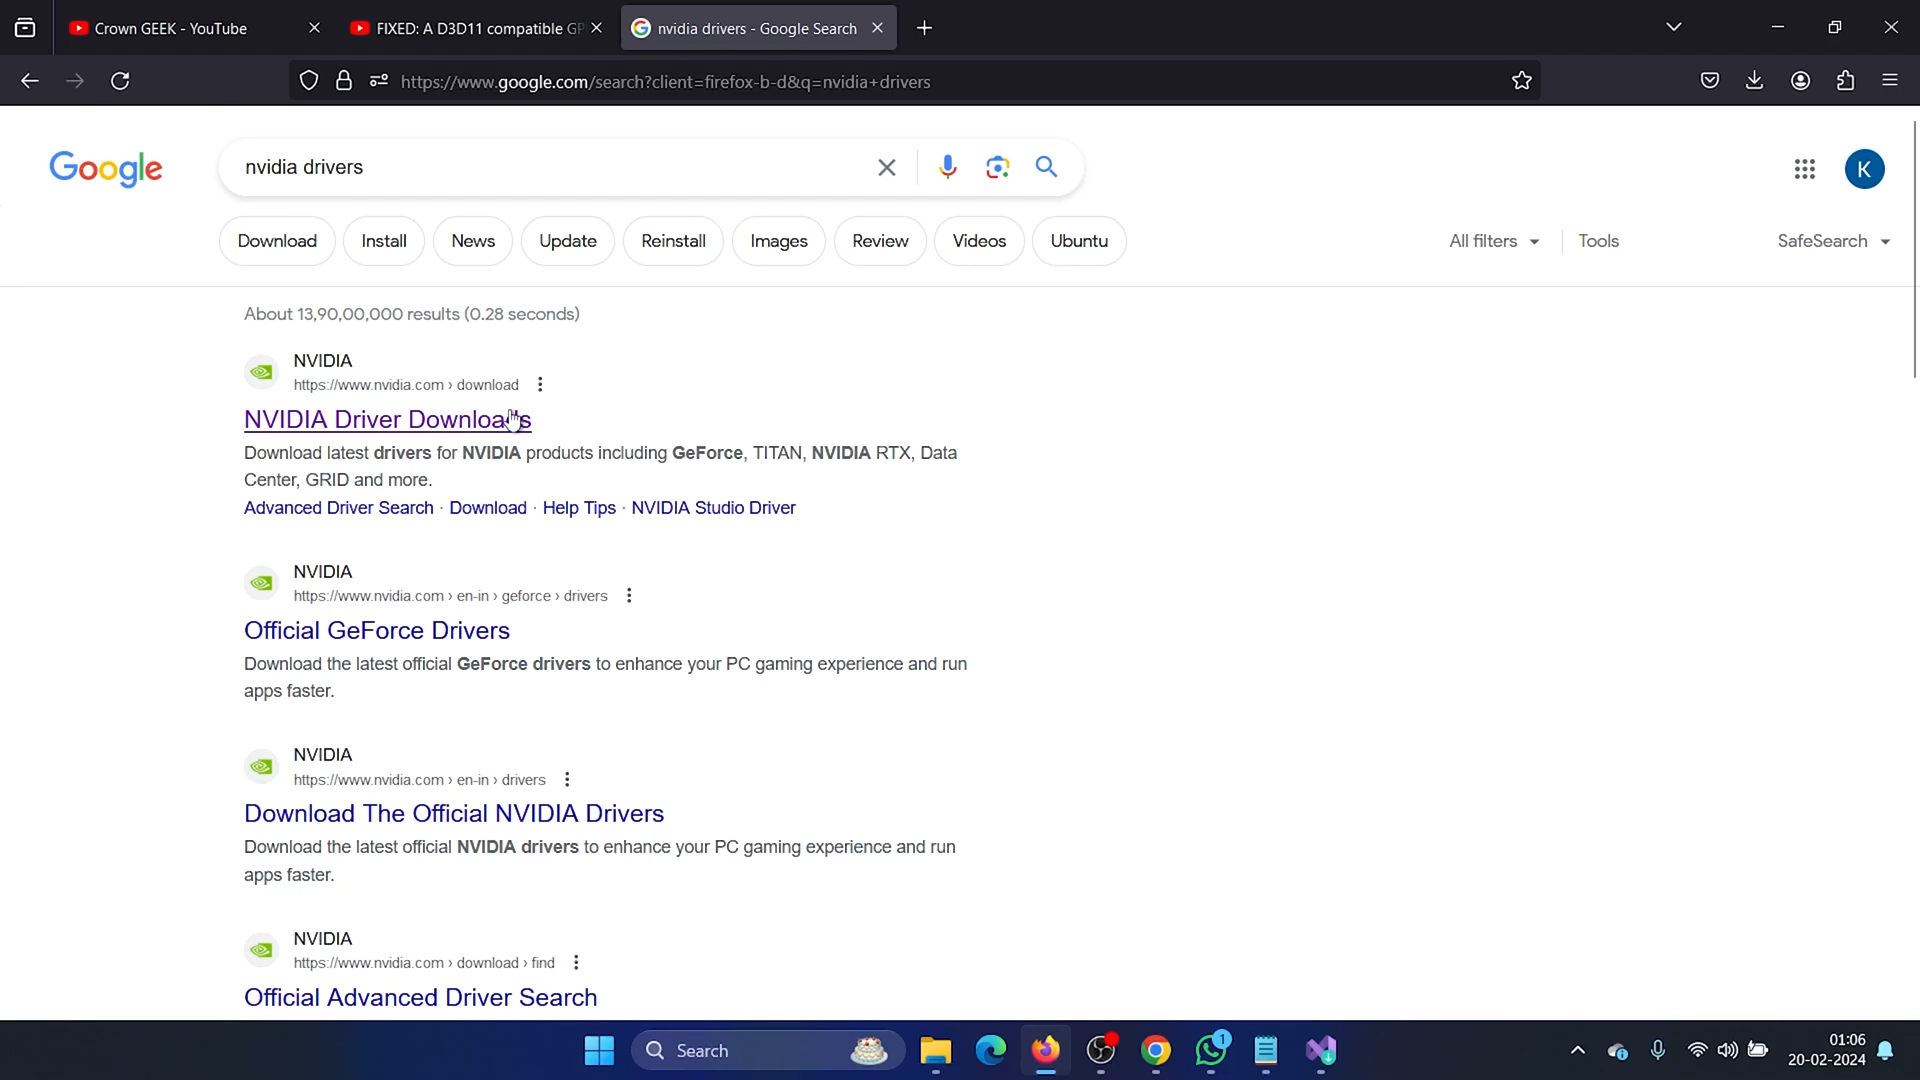 Crown GEEK - YouTube
FIXED: A D3D11 compatible GP
nvidia drivers - Google Search
https://www.google.com/search?client=firefox-b-d&q=nvidia+drivers
Google
nvidia drivers
K
Download
Install
News
Update
Reinstall
Images
Review
Videos
Ubuntu
All filters
Tools
SafeSearch
About 13,90,00,000 results (0.28 seconds)
NVIDIA
https://www.nvidia.com › download
NVIDIA Driver Downloads
Download latest drivers for NVIDIA products including GeForce, TITAN, NVIDIA RTX, Data
Center, GRID and more.
Advanced Driver Search · Download · Help Tips · NVIDIA Studio Driver
NVIDIA
https://www.nvidia.com › en-in › geforce › drivers
Official GeForce Drivers
Download the latest official GeForce drivers to enhance your PC gaming experience and run
apps faster.
NVIDIA
https://www.nvidia.com › en-in › drivers
Download The Official NVIDIA Drivers
Download the latest official NVIDIA drivers to enhance your PC gaming experience and run
apps faster.
NVIDIA
https://www.nvidia.com › download › find
Official Advanced Driver Search
Search
1
01:06
20-02-2024